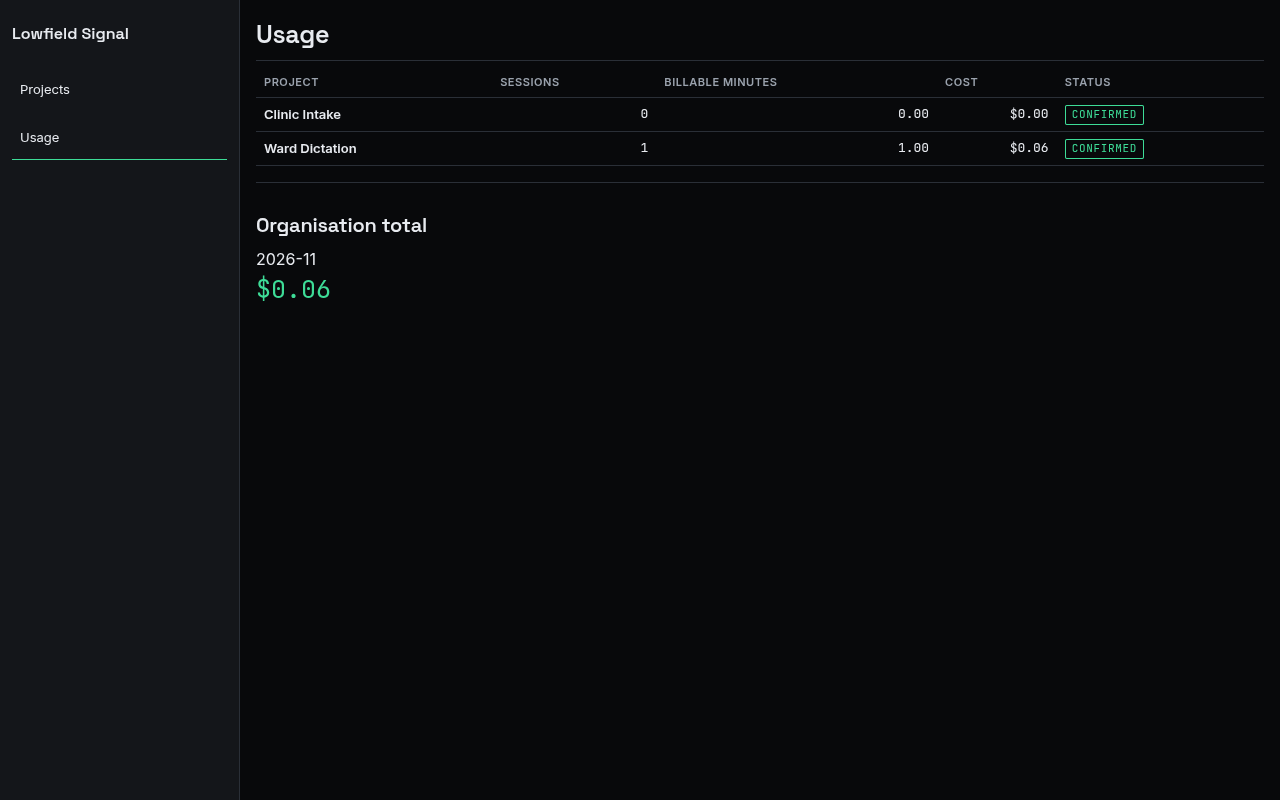 Lowfield Signal
Projects
Usage
Usage
PROJECT SESSIONS BILLABLE MINUTES COST STATUS
Clinic Intake 0 0.00 $0.00 CONFIRMED
Ward Dictation 1 1.00 $0.06 CONFIRMED
Organisation total
2026-11
$0.06